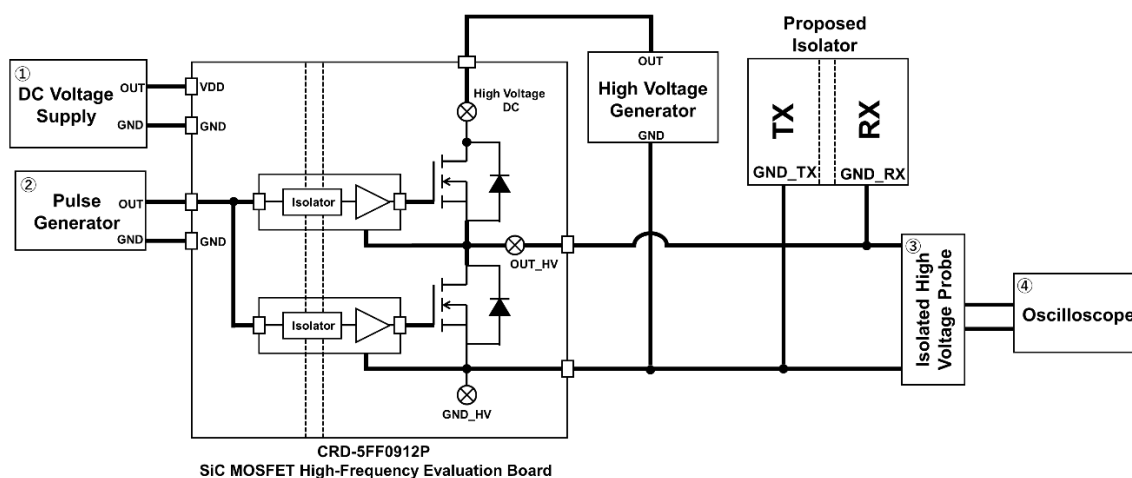 ①
DC Voltage
Supply
OUT
GND
VDD
GND
②
Pulse
Generator
OUT
GND
GND
Isolator
Isolator
High Voltage
DC
OUT_HV
GND_HV
OUT
High Voltage
Generator
GND
Proposed
Isolator
TX
RX
GND_TX
GND_RX
③
Isolated High
Voltage Probe
④
Oscilloscope
CRD-5FF0912P
SiC MOSFET High-Frequency Evaluation Board